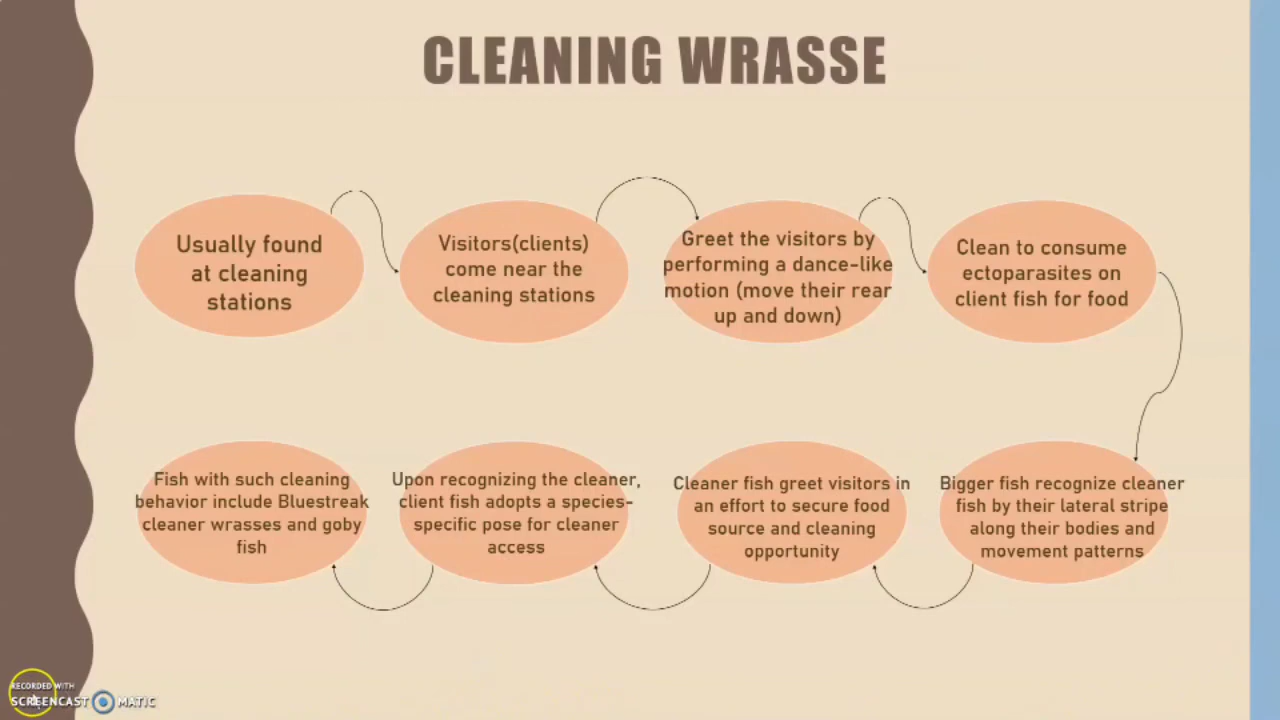 CLEANING WRASSE
Usually found
at cleaning
stations
Visitors(clients)
come near the
cleaning stations
Greet the visitors by
performing a dance-like
motion (move their rear
up and down)
Clean to consume
ectoparasites on
client fish for food
Bigger fish recognize cleaner
fish by their lateral stripe
along their bodies and
movement patterns
Cleaner fish greet visitors in
an effort to secure food
source and cleaning
opportunity
Upon recognizing the cleaner,
client fish adopts a species-
specific pose for cleaner
access
Fish with such cleaning
behavior include Bluestreak
cleaner wrasses and goby
fish
RECORDED WITH
SCREENCAST MATIC